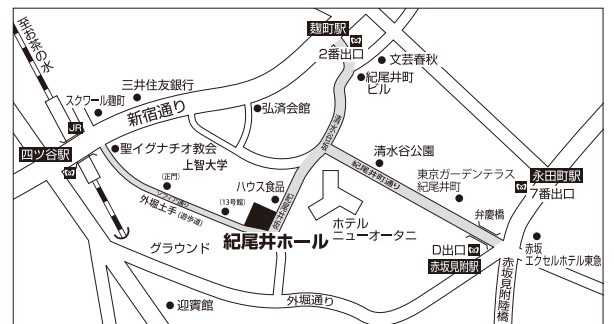 至お茶の水
麹町駅
2番出口
文芸春秋
紀尾井町
ビル
三井住友銀行
スクワール麹町
新宿通り
弘済会館
清水谷坂
JR
四ツ谷駅
聖イグナチオ教会
上智大学
(正門)
ソフィア通り
外堀土手(遊歩道)
(13号館)
ハウス食品
紀尾井坂
清水谷公園
紀尾井町通り
東京ガーデンテラス
紀尾井町
永田町駅
7番出口
弁慶橋
ホテル
ニューオータニ
グラウンド
紀尾井ホール
D出口
赤坂見附駅
赤坂
エクセルホテル東急
迎賓館
外堀通り
赤坂見附陸橋